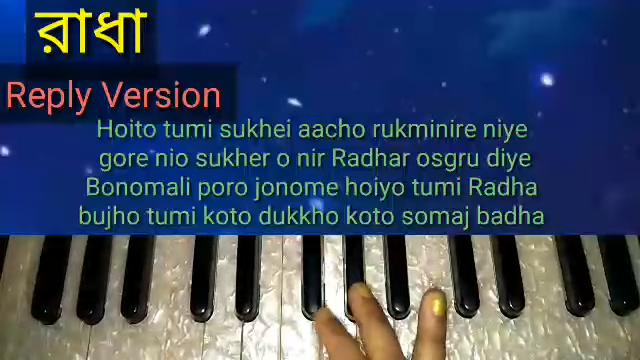 রাধা
Reply Version
Hoito tumi sukhei aacho rukminire niye
gore nio sukher o nir Radhar osgru diye
Bonomali poro jonome hoiyo tumi Radha
bujho tumi koto dukkho koto somaj badha